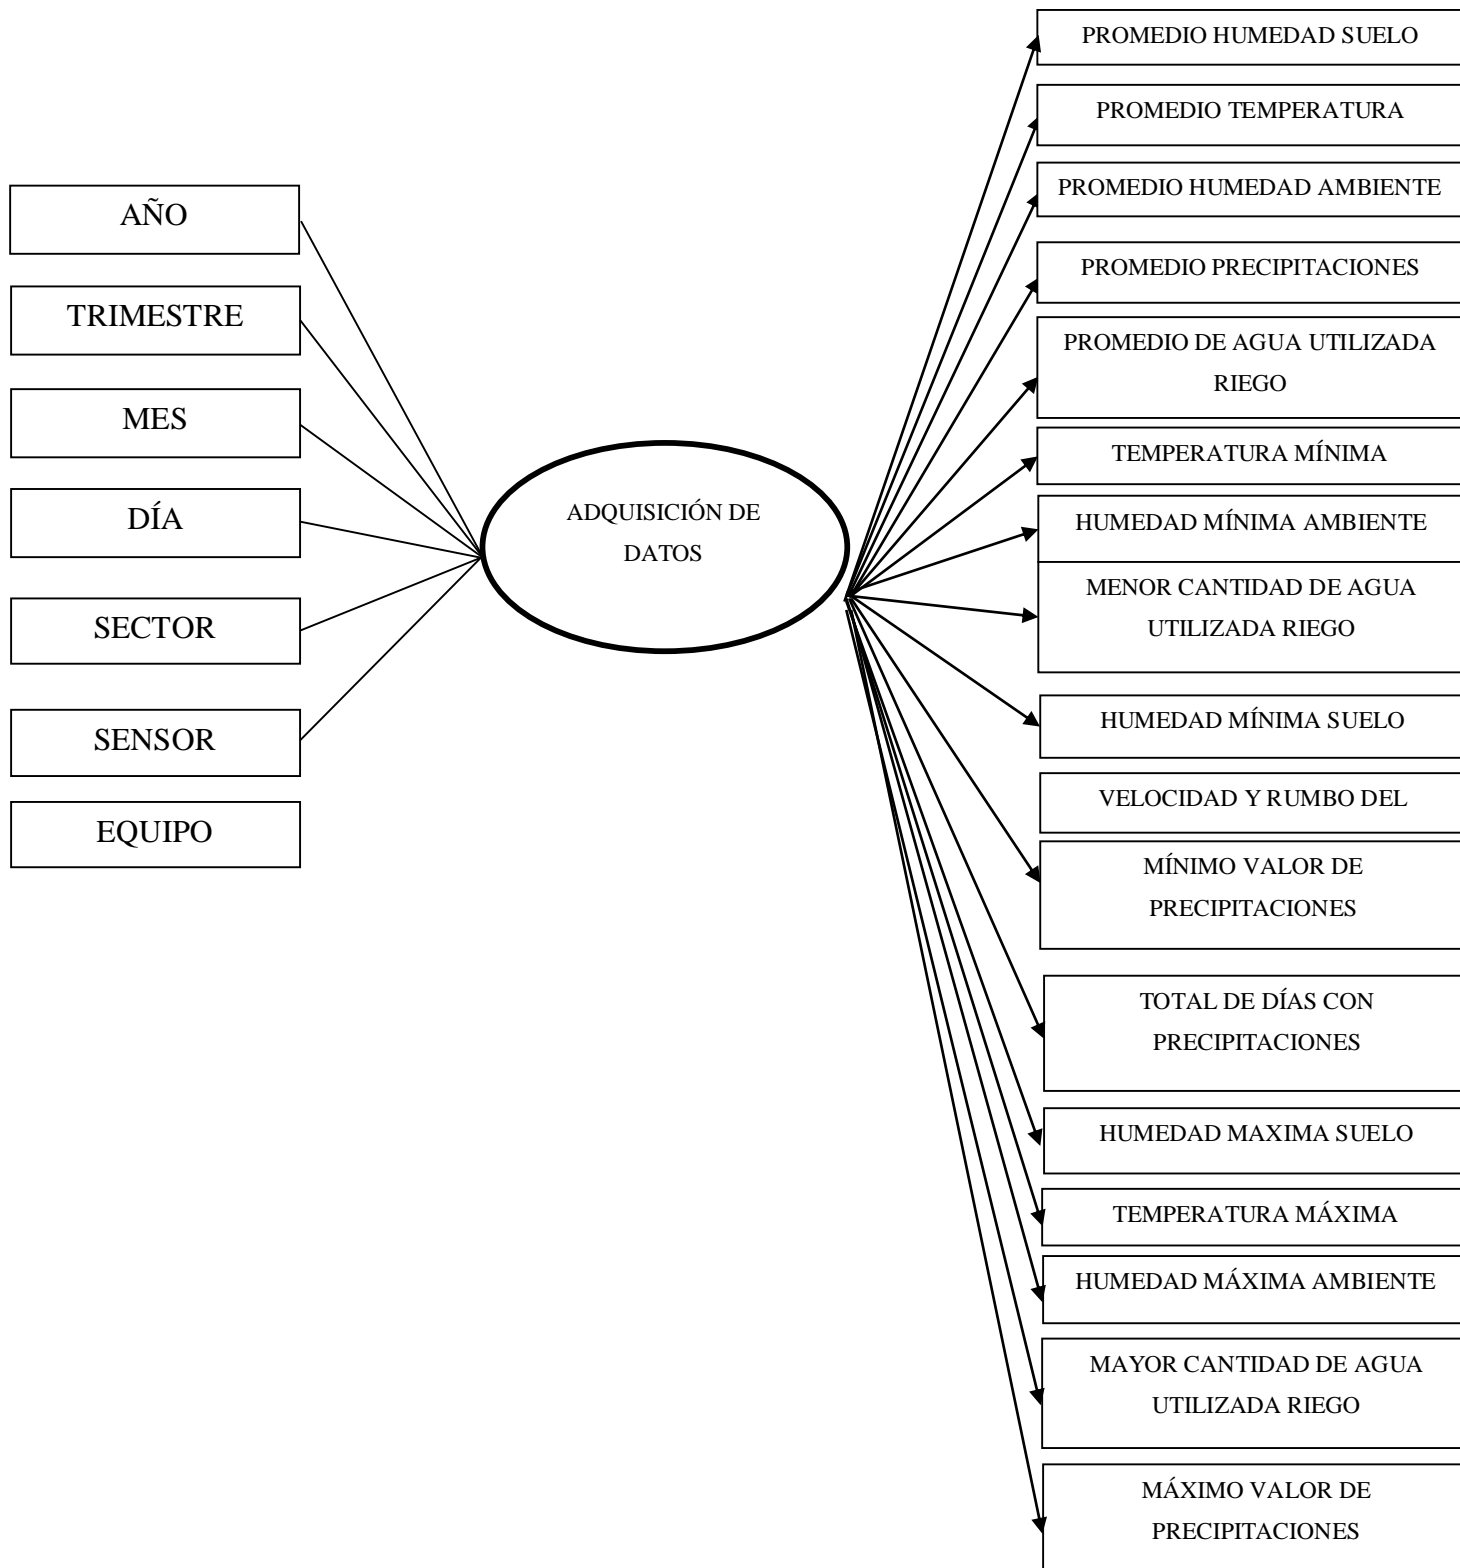 AÑO
TRIMESTRE
MES
DÍA
SECTOR
SENSOR
EQUIPO
ADQUISICIÓN DE
DATOS
PROMEDIO HUMEDAD SUELO
PROMEDIO TEMPERATURA
PROMEDIO HUMEDAD AMBIENTE
PROMEDIO PRECIPITACIONES
PROMEDIO DE AGUA UTILIZADA
RIEGO
TEMPERATURA MÍNIMA
HUMEDAD MÍNIMA AMBIENTE
MENOR CANTIDAD DE AGUA
UTILIZADA RIEGO
HUMEDAD MÍNIMA SUELO
VELOCIDAD Y RUMBO DEL
MÍNIMO VALOR DE
PRECIPITACIONES
TOTAL DE DÍAS CON
PRECIPITACIONES
HUMEDAD MAXIMA SUELO
TEMPERATURA MÁXIMA
HUMEDAD MÁXIMA AMBIENTE
MAYOR CANTIDAD DE AGUA
UTILIZADA RIEGO
MÁXIMO VALOR DE
PRECIPITACIONES